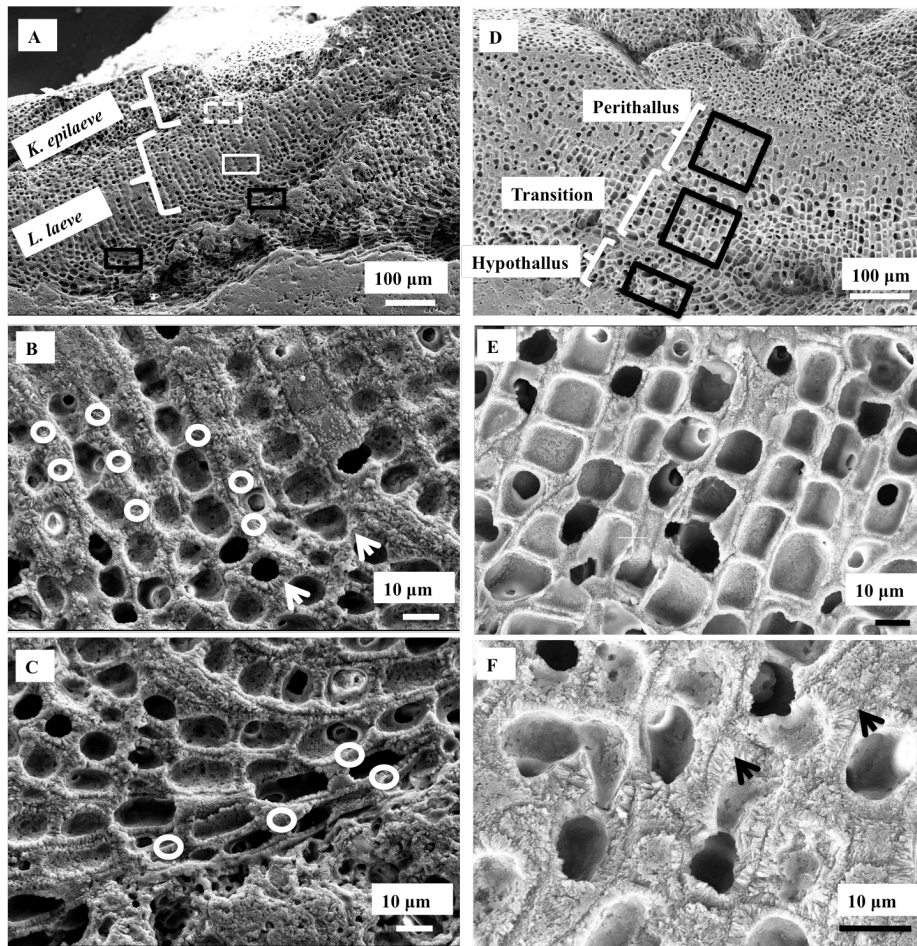 A
K. epilaeve
L. laeve
100 μm
B
10 μm
C
10 μm
D
Perithallus
Transition
Hypothallus
100 μm
E
10 μm
F
10 μm